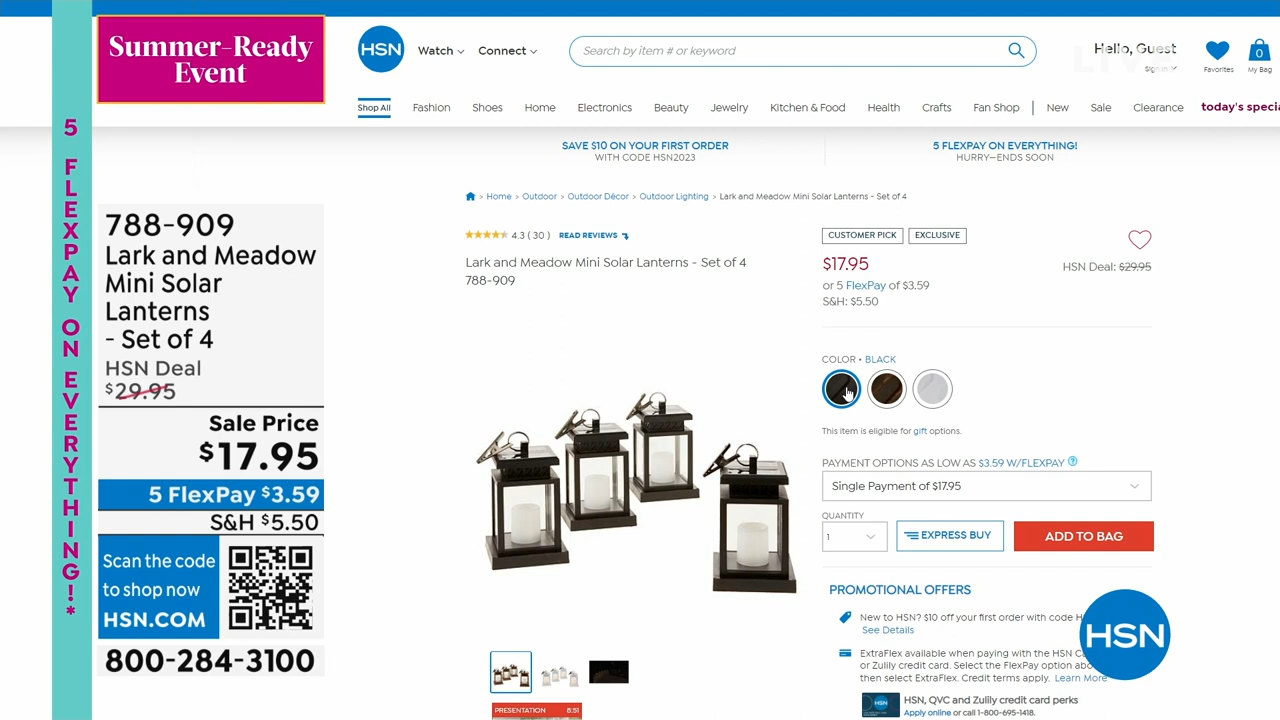 Summer-Ready
Event
5 FLEXPAY ON EVERYTHING!*
788-909
Lark and Meadow
Mini Solar
Lanterns
- Set of 4
HSN Deal
$29.95
Sale Price
$17.95
5 FlexPay $3.59
S&H $5.50
Scan the code
to shop now
HSN.COM
800-284-3100
HSN
Watch
Connect
Search by item # or keyword
LIVE
Hello, Guest
Sign In
Favorites
0
My Bag
Shop All
Fashion
Shoes
Home
Electronics
Beauty
Jewelry
Kitchen & Food
Health
Crafts
Fan Shop
New
Sale
Clearance
today's specia
SAVE $10 ON YOUR FIRST ORDER
WITH CODE HSN2023
5 FLEXPAY ON EVERYTHING!
HURRY—ENDS SOON
> Home > Outdoor > Outdoor Décor > Outdoor Lighting > Lark and Meadow Mini Solar Lanterns - Set of 4
4.3 ( 30 ) READ REVIEWS
Lark and Meadow Mini Solar Lanterns - Set of 4
788-909
CUSTOMER PICK
EXCLUSIVE
$17.95
HSN Deal: $29.95
or 5 FlexPay of $3.59
S&H: $5.50
COLOR • BLACK
This item is eligible for gift options.
PAYMENT OPTIONS AS LOW AS $3.59 W/FLEXPAY ?
Single Payment of $17.95
QUANTITY
1
EXPRESS BUY
ADD TO BAG
PROMOTIONAL OFFERS
New to HSN? $10 off your first order with code H
See Details
ExtraFlex available when paying with the HSN C
or Zulily credit card. Select the FlexPay option abo
then select ExtraFlex. Credit terms apply. Learn More
HSN
HSN, QVC and Zulily credit card perks
Apply online or call 1-800-695-1418.
HSN
PRESENTATION 8:51